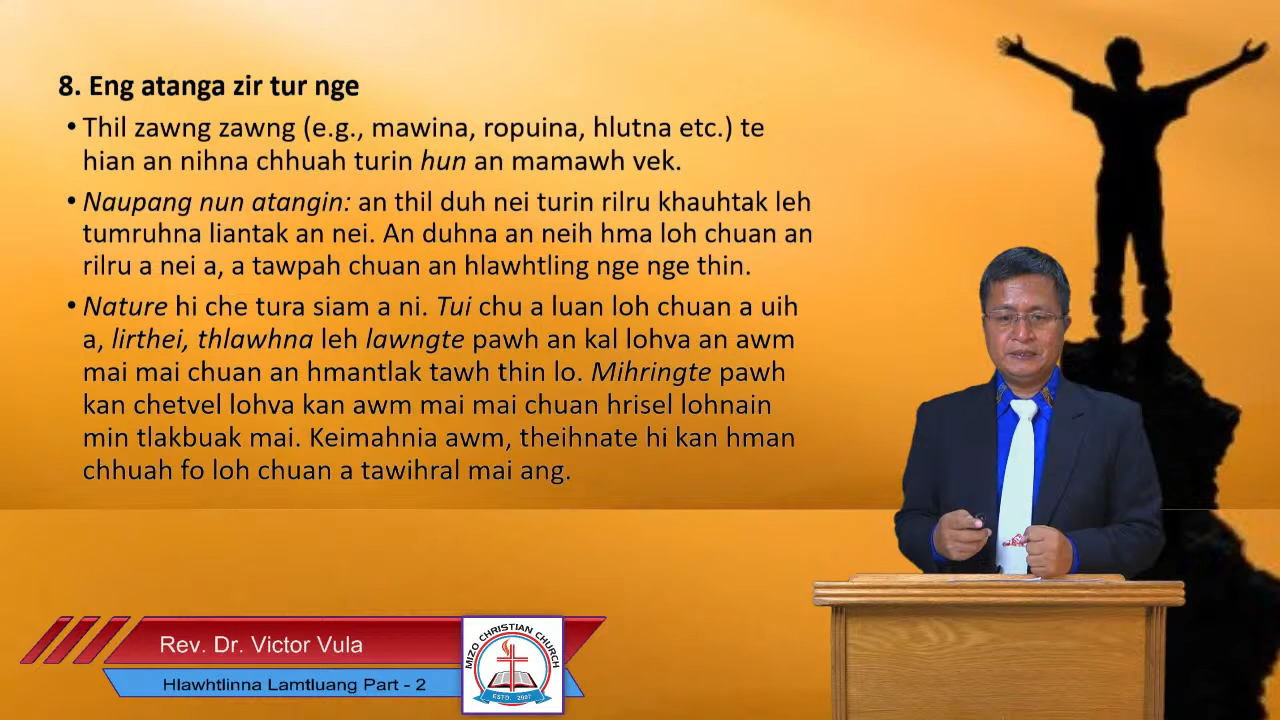 8. Eng atanga zir tur nge
• Thil zawng zawng (e.g., mawina, ropuina, hlutna etc.) te
hian an nihna chhuah turin hun an mamawh vek.
• Naupang nun atangin: an thil duh nei turin rilru khauhtak leh
tumruhna liantak an nei. An duhna an neih hma loh chuan an
rilru a nei a, a tawpah chuan an hlawhtling nge nge thin.
• Nature hi che tura siam a ni. Tui chu a luan loh chuan a uih
a, lirthei, thlawhna leh lawngte pawh an kal lohva an awm
mai mai chuan an hmantlak tawh thin lo. Mihringte pawh
kan chetvel lohva kan awm mai mai chuan hrisel lohnain
min tlakbuak mai. Keimahnia awm, theihnate hi kan hman
chhuah fo loh chuan a tawihral mai ang.
Rev. Dr. Victor Vula
Hlawhtlinna Lamtluang Part - 2
MIZO CHRISTIAN CHURCH
ESTD. 2007